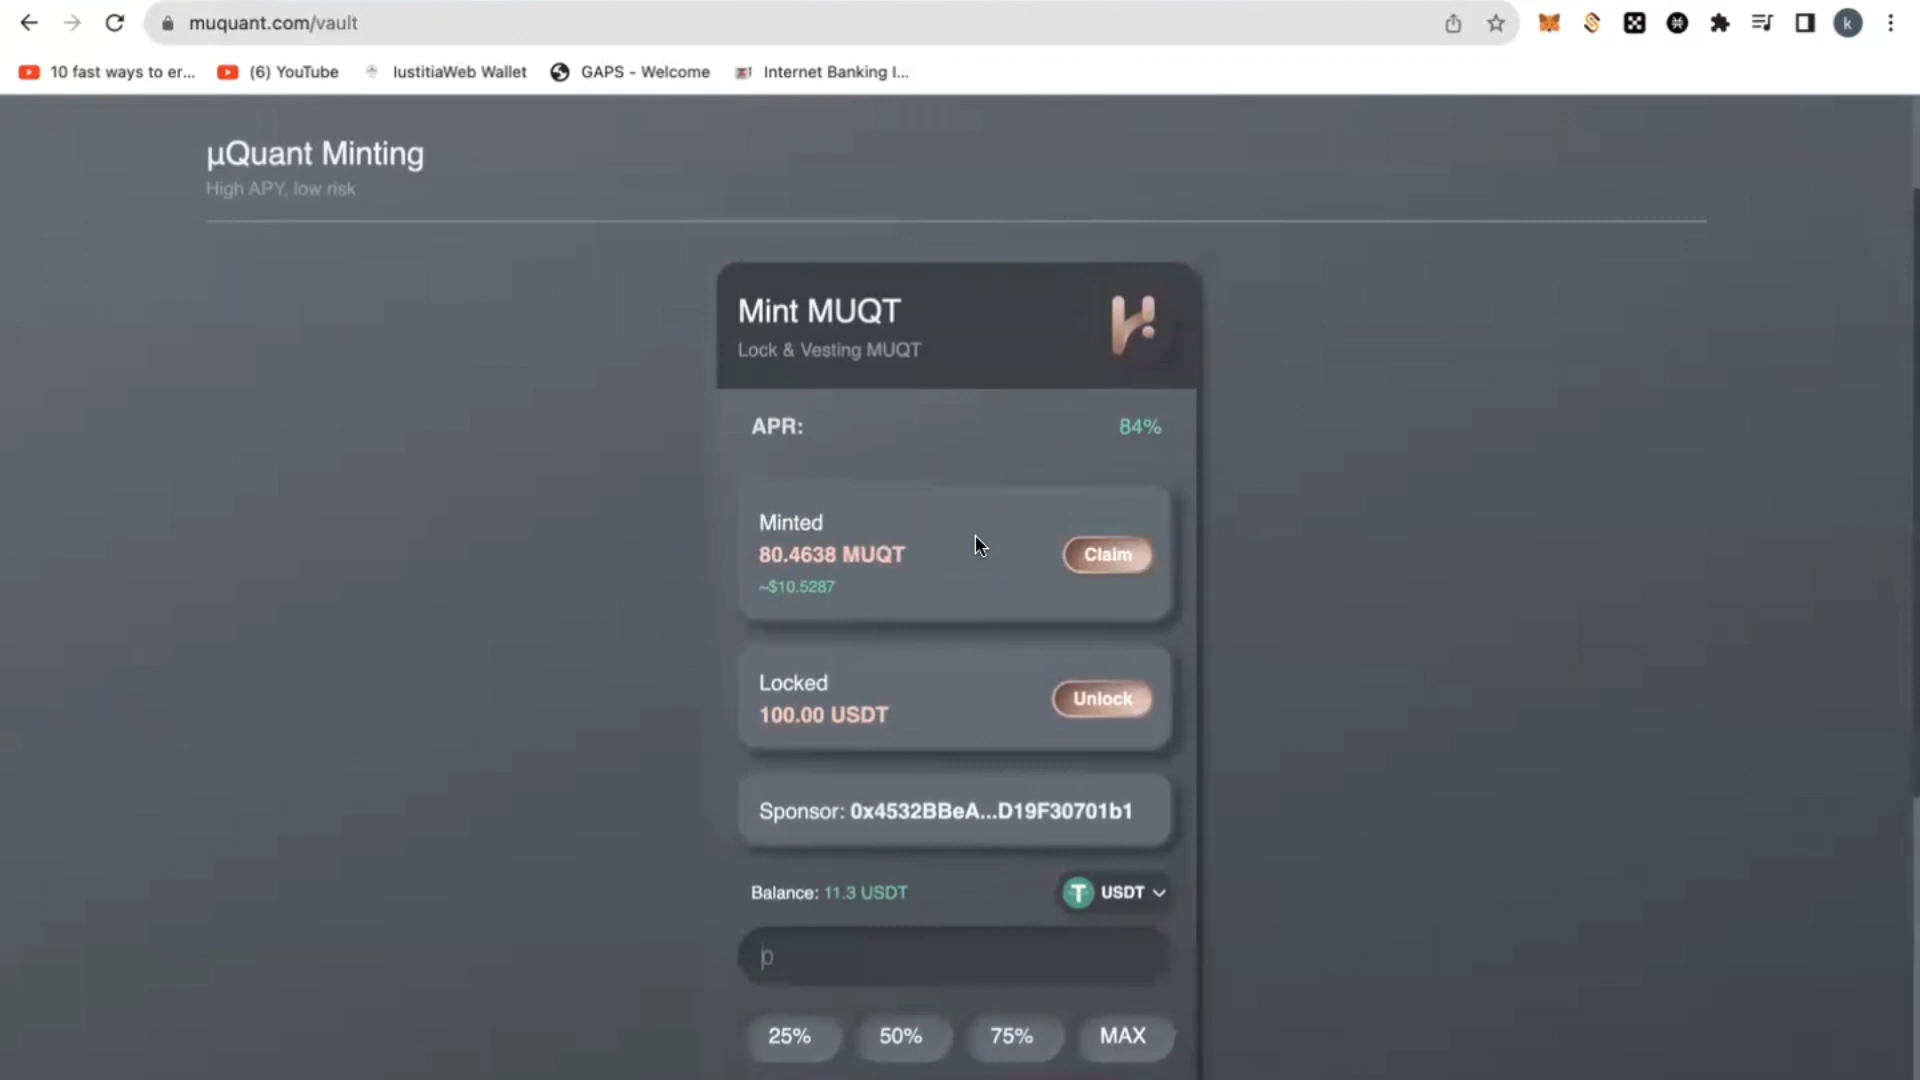 muquant.com/vault
k
10 fast ways to er...
(6) YouTube
IustitiaWeb Wallet
GAPS - Welcome
Internet Banking I...
µQuant Minting
High APY, low risk
Mint MUQT
Lock & Vesting MUQT
APR:
84%
Minted
80.4638 MUQT
~$10.5287
Claim
Locked
100.00 USDT
Unlock
Sponsor: 0x4532BBeA...D19F30701b1
Balance: 11.3 USDT
USDT
0
25%
50%
75%
MAX